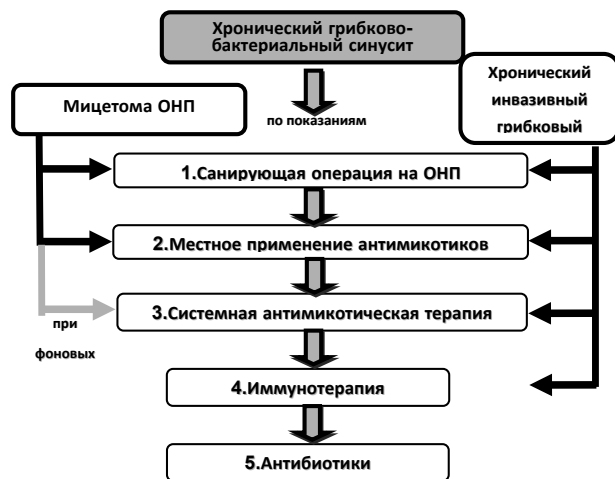 Хронический грибково-
бактериальный синусит
Хронический
инвазивный
грибковый
Мицетома ОНП
по показаниям
1.Санирующая операция на ОНП
2.Местное применение антимикотиков
3.Системная антимикотическая терапия
при
фоновых
4.Иммунотерапия
5.Антибиотики